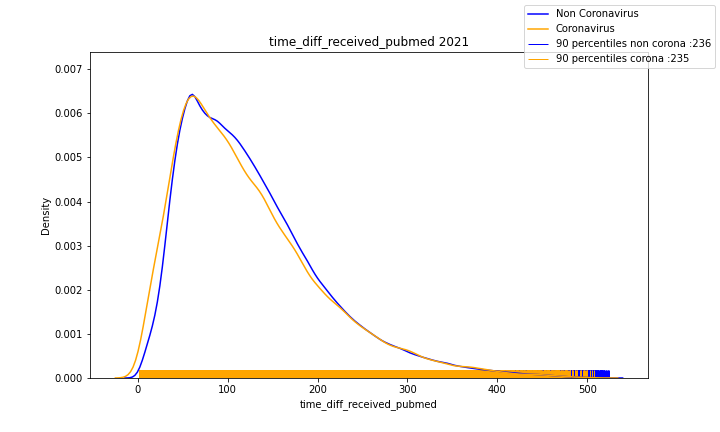 Non Coronavirus
Coronavirus
90 percentiles non corona :236
90 percentiles corona :235
time_diff_received_pubmed 2021
0.007
0.006
0.005
0.004
0.003
0.002
0.001
0.000
Density
0 100 200 300 400 500
time_diff_received_pubmed